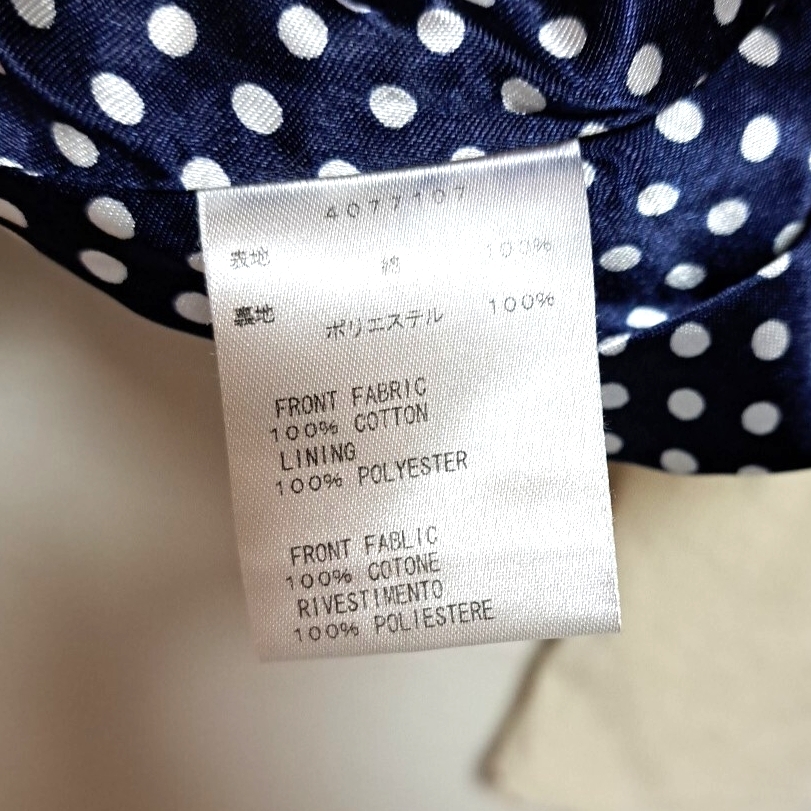 4077107
表地 綿 100%
裏地 ポリエステル 100%
FRONT FABRIC
100% COTTON
LINING
100% POLYESTER
FRONT FABLIC
100% COTONE
RIVESTIMENTO
100% POLIESTERE